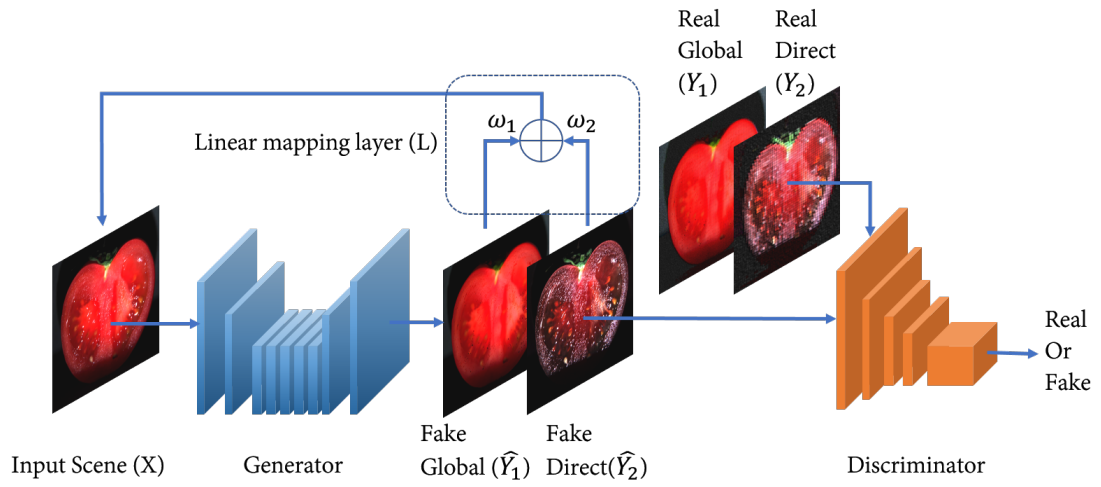 Real
Global
(Y₁)
Real
Direct
(Y₂)
ω₁
ω₂
Linear mapping layer (L)
Real
Or
Fake
Fake
Global (Ŷ₁)
Fake
Direct(Ŷ₂)
Input Scene (X)
Generator
Discriminator